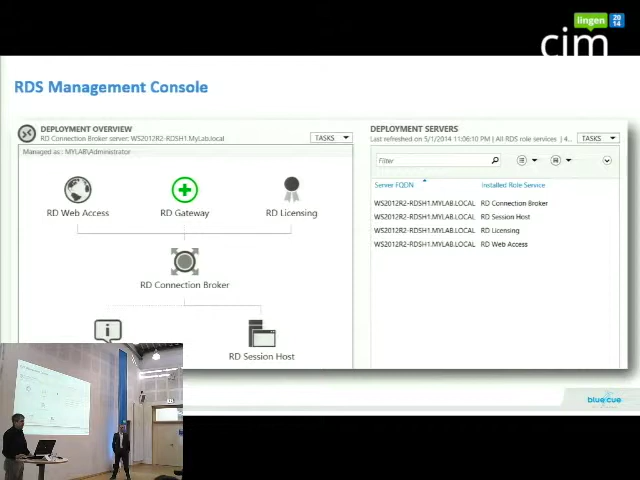 lingen
20
14
cim
RDS Management Console
DEPLOYMENT OVERVIEW
RD Connection Broker server: WS2012R2-RDSH1.MyLab.local
TASKS
Managed as: MYLAB\Administrator
RD Web Access
RD Gateway
RD Licensing
RD Connection Broker
RD Session Host
DEPLOYMENT SERVERS
Last refreshed on 5/1/2014 11:06:10 PM | All RDS role services | 4...
TASKS
Filter
Server FQDN
Installed Role Service
WS2012R2-RDSH1.MYLAB.LOCAL RD Connection Broker
WS2012R2-RDSH1.MYLAB.LOCAL RD Session Host
WS2012R2-RDSH1.MYLAB.LOCAL RD Licensing
WS2012R2-RDSH1.MYLAB.LOCAL RD Web Access
bluecue